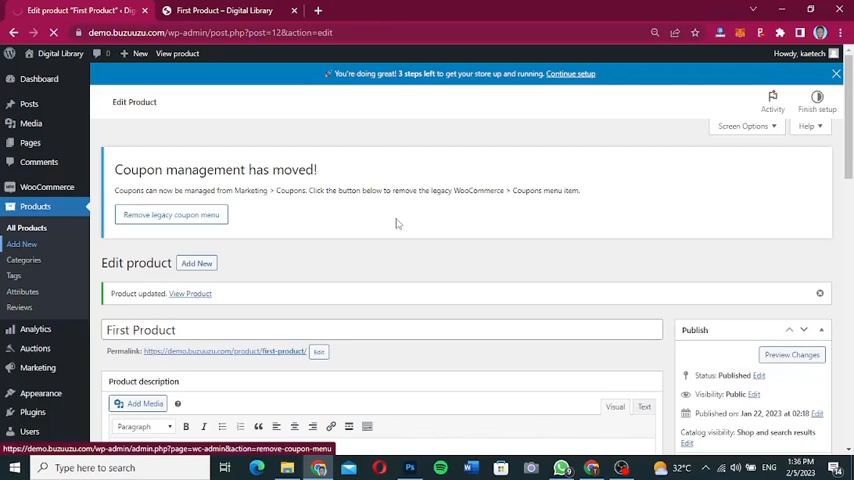 Edit product "First Product" ‹ Di
First Product – Digital Library
demo.buzuuzu.com/wp-admin/post.php?post=12&action=edit
Digital Library
0
New
View product
Howdy, kaetech
You're doing great! 3 steps left to get your store up and running. Continue setup
Dashboard
Posts
Media
Pages
Comments
WooCommerce
Products
All Products
Add New
Categories
Tags
Attributes
Reviews
Analytics
Auctions
Marketing
Appearance
Plugins
Users
Edit Product
Activity
Finish setup
Screen Options
Help
Coupon management has moved!
Coupons can now be managed from Marketing > Coupons. Click the button below to remove the legacy WooCommerce > Coupons menu item.
Remove legacy coupon menu
Edit product
Add New
Product updated. View Product
First Product
Permalink: https://demo.buzuuzu.com/product/first-product/ Edit
Product description
Add Media
Visual
Text
Paragraph
B
I
Publish
Preview Changes
Status: Published Edit
Visibility: Public Edit
Published on: Jan 22, 2023 at 02:18 Edit
Catalog visibility: Shop and search results
Edit
https://demo.buzuuzu.com/wp-admin/admin.php?page=wc-admin&action=remove-coupon-menu
Type here to search
32°C
ENG
1:36 PM
2/5/2023